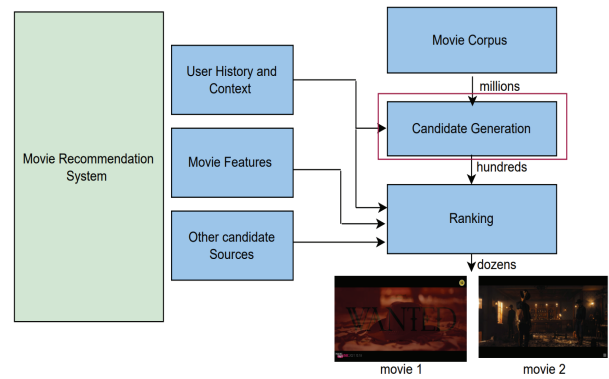 Movie Recommendation
System
User History and
Context
Movie Features
Other candidate
Sources
Movie Corpus
millions
Candidate Generation
hundreds
Ranking
dozens
WANTED
movie 1
movie 2